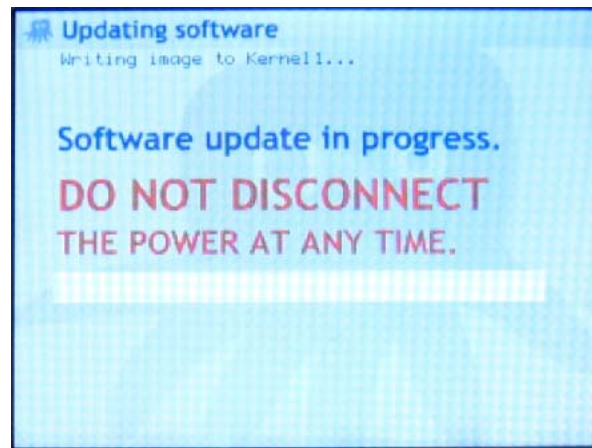 Updating software
Writing image to Kernel1...
Software update in progress.
DO NOT DISCONNECT
THE POWER AT ANY TIME.